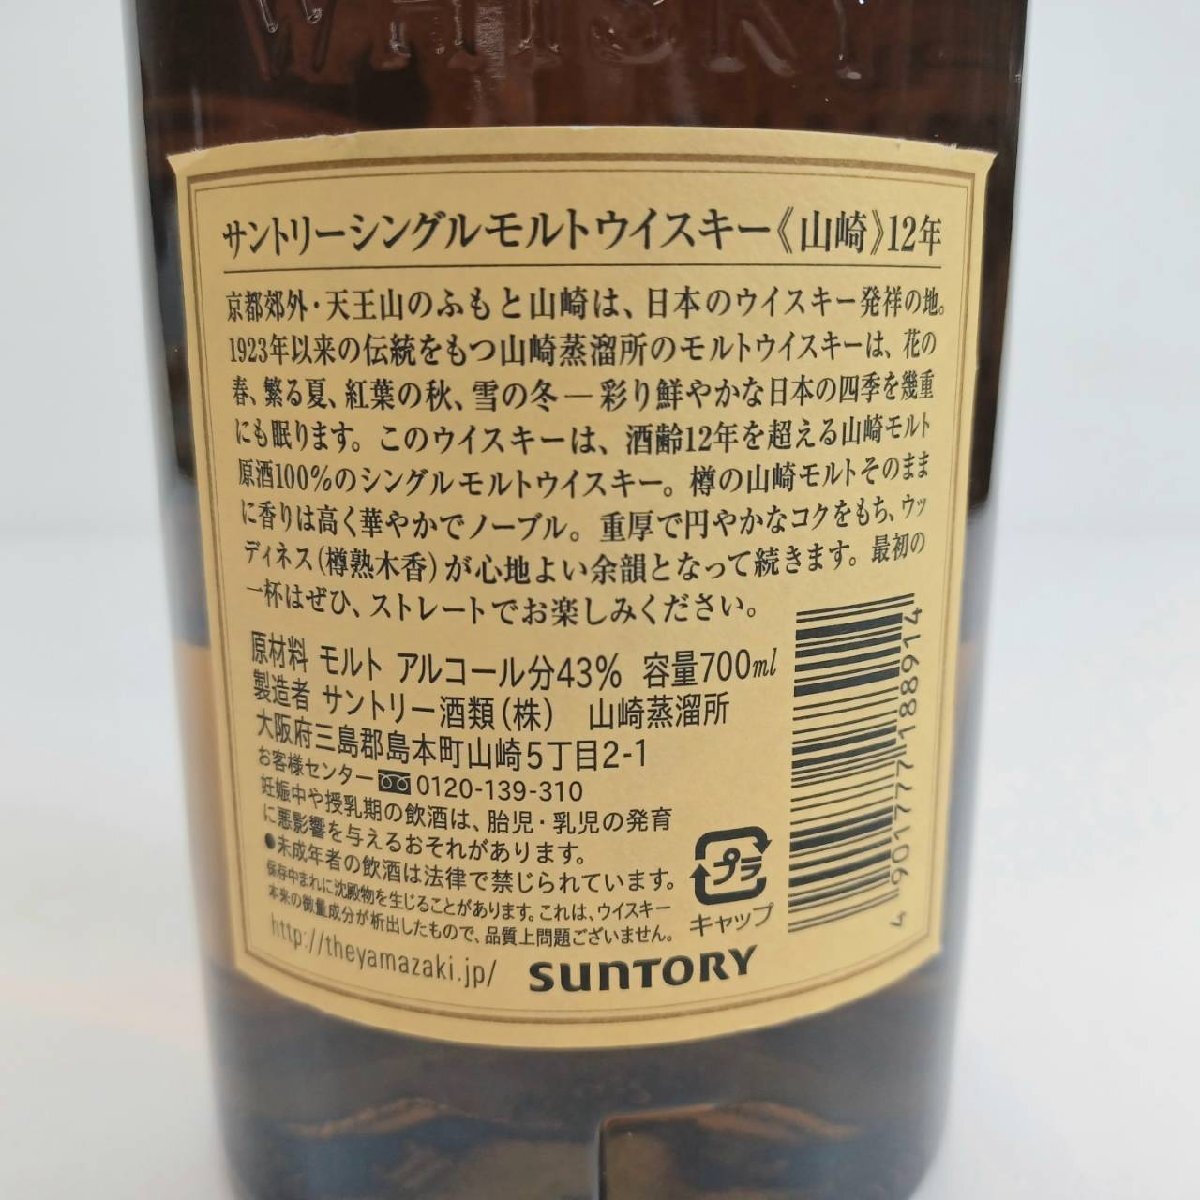 WHISKY
サントリーシングルモルトウイスキー《山崎》12年
京都郊外・天王山のふもと山崎は、日本のウイスキー発祥の地。
1923年以来の伝統をもつ山崎蒸溜所のモルトウイスキーは、花の
春、繁る夏、紅葉の秋、雪の冬―彩り鮮やかな日本の四季を幾重
にも眠ります。このウイスキーは、酒齢12年を超える山崎モルト
原酒100%のシングルモルトウイスキー。樽の山崎モルトそのまま
に香りは高く華やかでノーブル。重厚で円やかなコクをもち、ウッ
ディネス(樽熟木香)が心地よい余韻となって続きます。最初の
一杯はぜひ、ストレートでお楽しみください。
原材料 モルト アルコール分43% 容量700ml
製造者 サントリー酒類(株) 山崎蒸溜所
大阪府三島郡島本町山崎5丁目2-1
お客様センター 0120-139-310
妊娠中や授乳期の飲酒は、胎児・乳児の発育
に悪影響を与えるおそれがあります。
●未成年者の飲酒は法律で禁じられています。
保存中まれに沈殿物を生じることがあります。これは、ウイスキー
本来の微量成分が析出したもので、品質上問題ございません。
http://theyamazaki.jp/
SUNTORY
プラ
キャップ
4 901777 188914